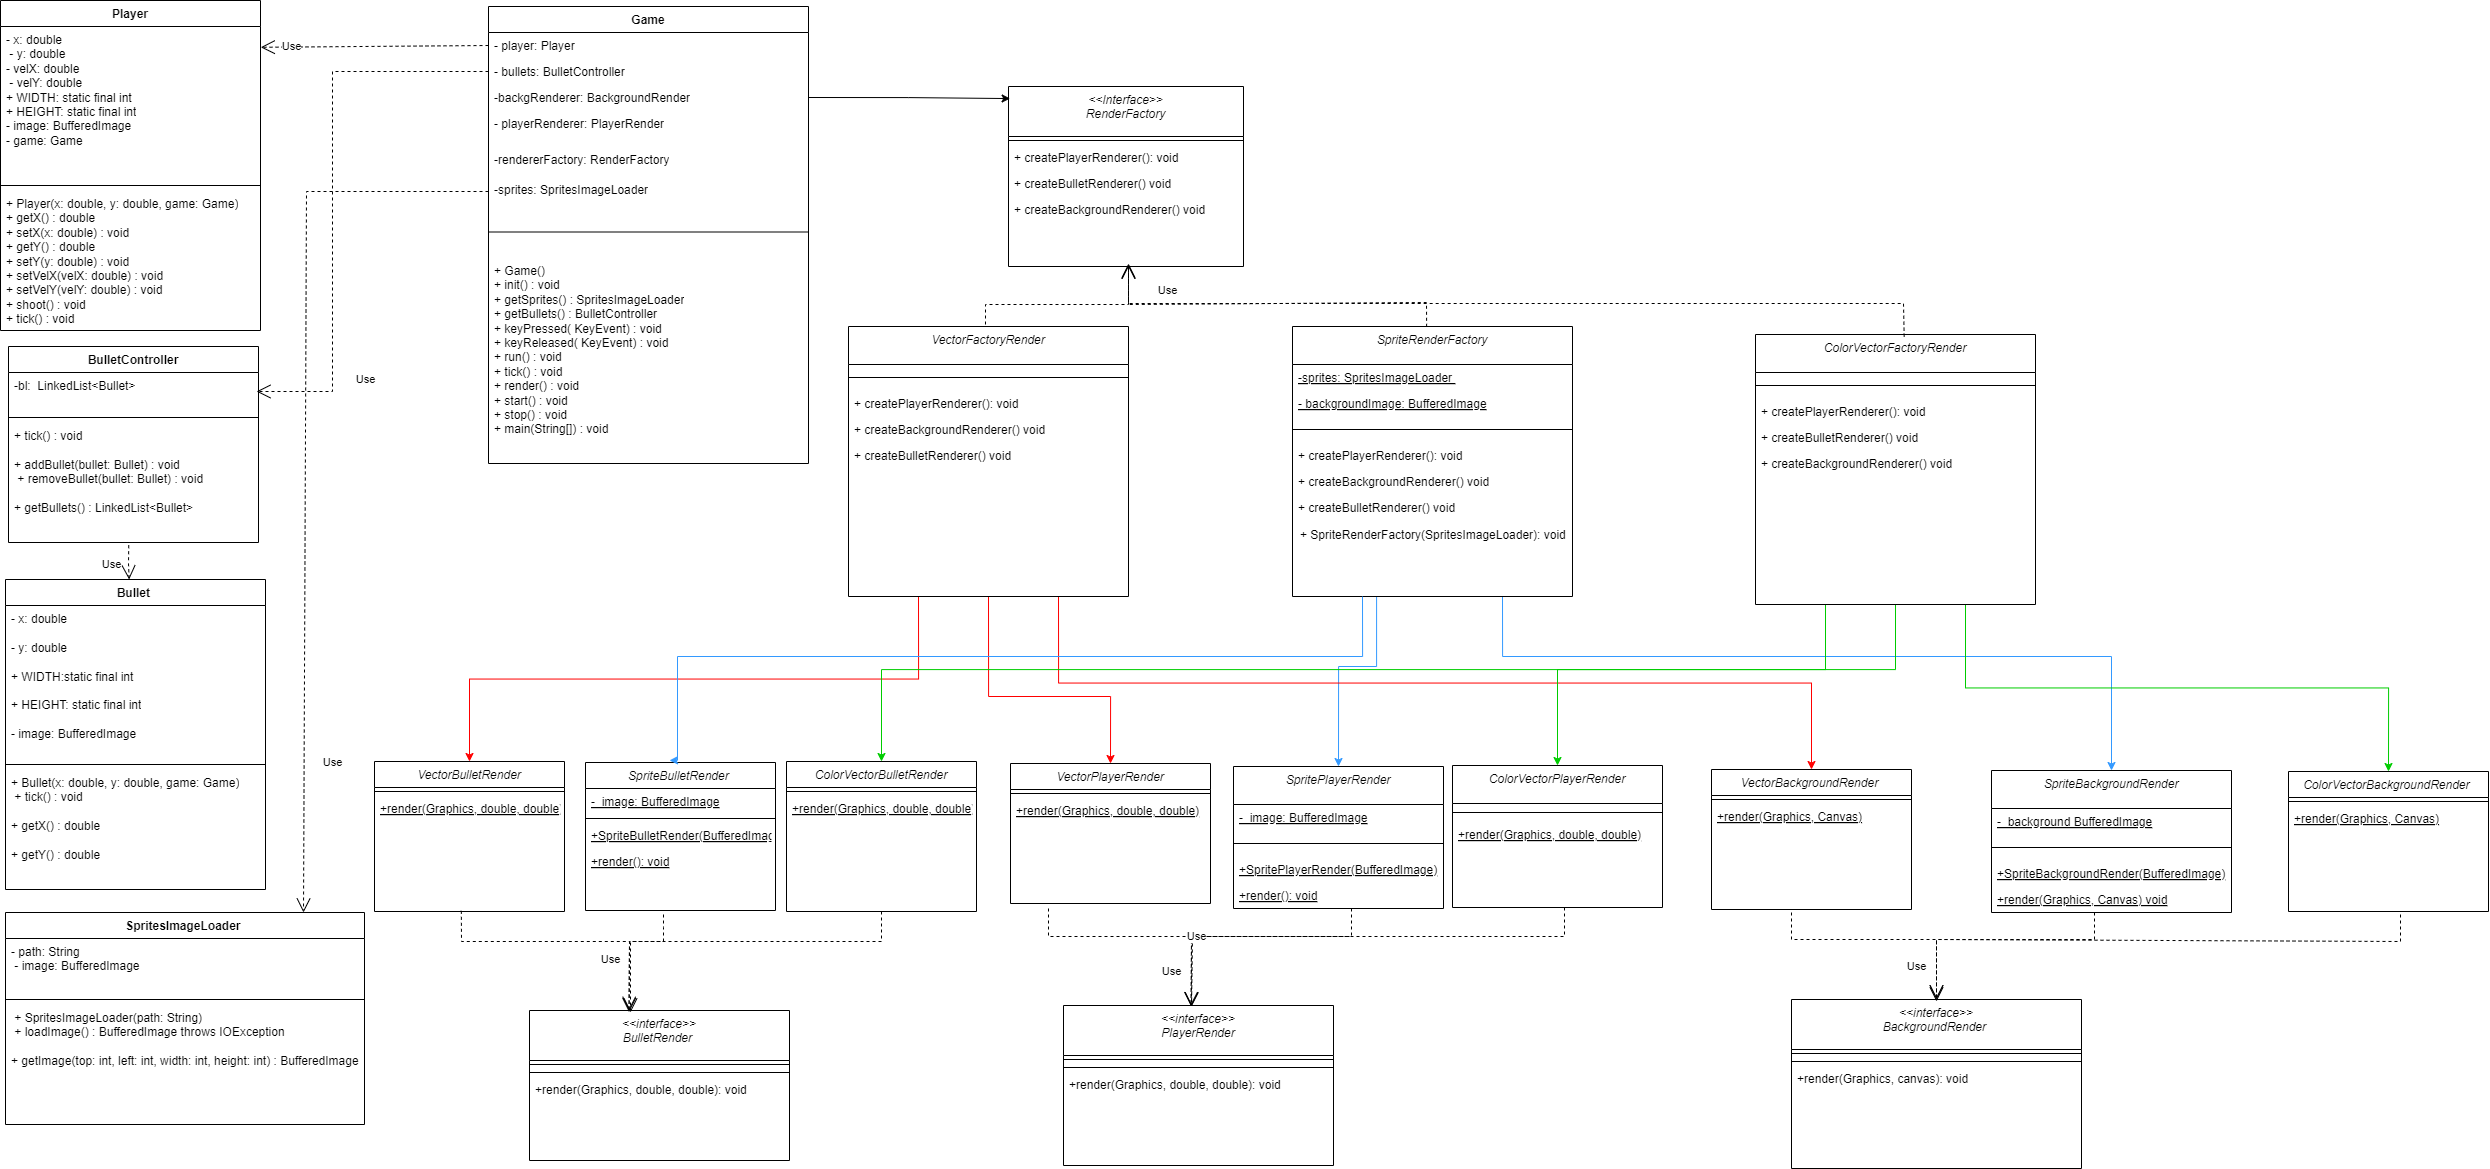 Player
- x: double
- y: double
- velX: double
- velY: double
+ WIDTH: static final int
+ HEIGHT: static final int
- image: BufferedImage
- game: Game
+ Player(x: double, y: double, game: Game)
+ getX() : double
+ setX(x: double) : void
+ getY() : double
+ setY(y: double) : void
+ setVelX(velX: double) : void
+ setVelY(velY: double) : void
+ shoot() : void
+ tick() : void
Use
Game
- player: Player
- bullets: BulletController
-backgRenderer: BackgroundRender
- playerRenderer: PlayerRender
-rendererFactory: RenderFactory
-sprites: SpritesImageLoader
+ Game()
+ init() : void
+ getSprites() : SpritesImageLoader
+ getBullets() : BulletController
+ keyPressed( KeyEvent) : void
+ keyReleased( KeyEvent) : void
+ run() : void
+ tick() : void
+ render() : void
+ start() : void
+ stop() : void
+ main(String[]) : void
<<Interface>>
RenderFactory
+ createPlayerRenderer(): void
+ createBulletRenderer() void
+ createBackgroundRenderer() void
Use
BulletController
-bl:  LinkedList<Bullet>
+ tick() : void
+ addBullet(bullet: Bullet) : void
+ removeBullet(bullet: Bullet) : void
+ getBullets() : LinkedList<Bullet>
Use
Use
VectorFactoryRender
+ createPlayerRenderer(): void
+ createBackgroundRenderer() void
+ createBulletRenderer() void
SpriteRenderFactory
-sprites: SpritesImageLoader
- backgroundImage: BufferedImage
+ createPlayerRenderer(): void
+ createBackgroundRenderer() void
+ createBulletRenderer() void
+ SpriteRenderFactory(SpritesImageLoader): void
ColorVectorFactoryRender
+ createPlayerRenderer(): void
+ createBulletRenderer() void
+ createBackgroundRenderer() void
Bullet
- x: double
- y: double
+ WIDTH:static final int
+ HEIGHT: static final int
- image: BufferedImage
+ Bullet(x: double, y: double, game: Game)
+ tick() : void
+ getX() : double
+ getY() : double
Use
SpritesImageLoader
- path: String
- image: BufferedImage
+ SpritesImageLoader(path: String)
+ loadImage() : BufferedImage throws IOException
+ getImage(top: int, left: int, width: int, height: int) : BufferedImage
VectorBulletRender
+render(Graphics, double, double)
SpriteBulletRender
-  image: BufferedImage
+SpriteBulletRender(BufferedImag
+render(): void
ColorVectorBulletRender
+render(Graphics, double, double)
VectorPlayerRender
+render(Graphics, double, double)
SpritePlayerRender
-  image: BufferedImage
+SpritePlayerRender(BufferedImage)
+render(): void
ColorVectorPlayerRender
+render(Graphics, double, double)
VectorBackgroundRender
+render(Graphics, Canvas)
SpriteBackgroundRender
-  background BufferedImage
+SpriteBackgroundRender(BufferedImage)
+render(Graphics, Canvas) void
ColorVectorBackgroundRender
+render(Graphics, Canvas)
Use
Use
Use
Use
<<interface>>
BulletRender
+render(Graphics, double, double): void
<<interface>>
PlayerRender
+render(Graphics, double, double): void
<<interface>>
BackgroundRender
+render(Graphics, canvas): void